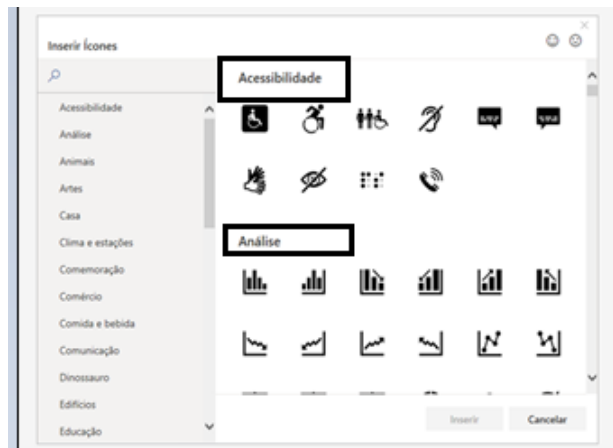 Inserir Ícones
Acessibilidade
Análise
Animais
Artes
Casa
Clima e estações
Comemoração
Comércio
Comida e bebida
Comunicação
Dinossauro
Edifícios
Educação
Acessibilidade
Análise
Inserir
Cancelar